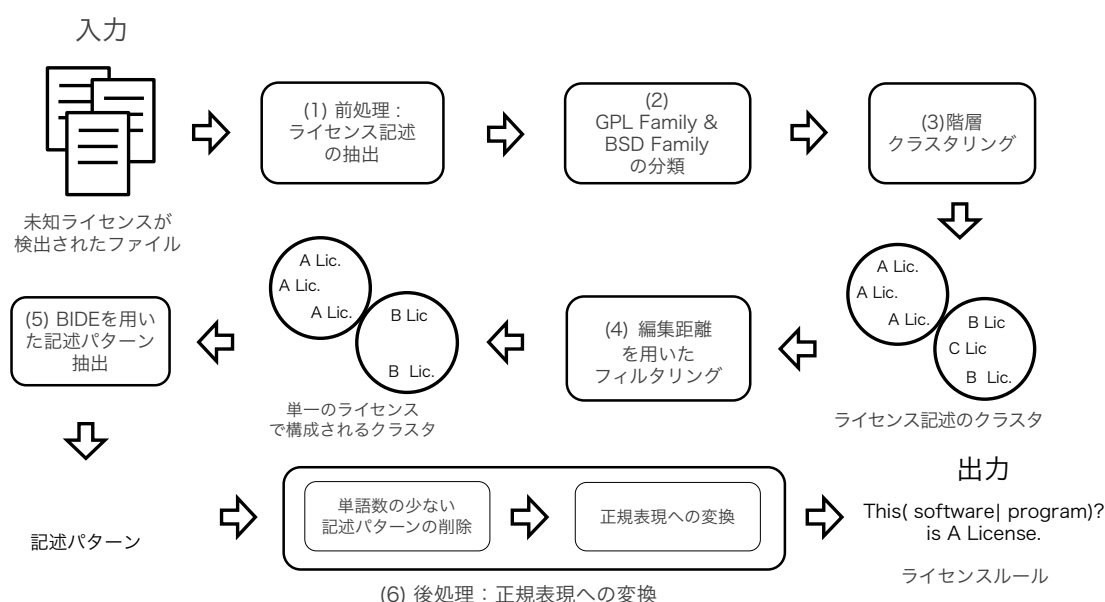 入力
未知ライセンスが
検出されたファイル
(1) 前処理：
ライセンス記述
の抽出
(2)
GPL Family &
BSD Family
の分類
(3)階層
クラスタリング
A Lic.
A Lic.
A Lic.
B Lic
C Lic
B Lic.
ライセンス記述のクラスタ
(4) 編集距離
を用いた
フィルタリング
A Lic.
A Lic.
A Lic.
B Lic
B Lic.
単一のライセンス
で構成されるクラスタ
(5) BIDEを用い
た記述パターン
抽出
記述パターン
単語数の少ない
記述パターンの削除
正規表現への変換
(6) 後処理：正規表現への変換
出力
This( software| program)?
is A License.
ライセンスルール